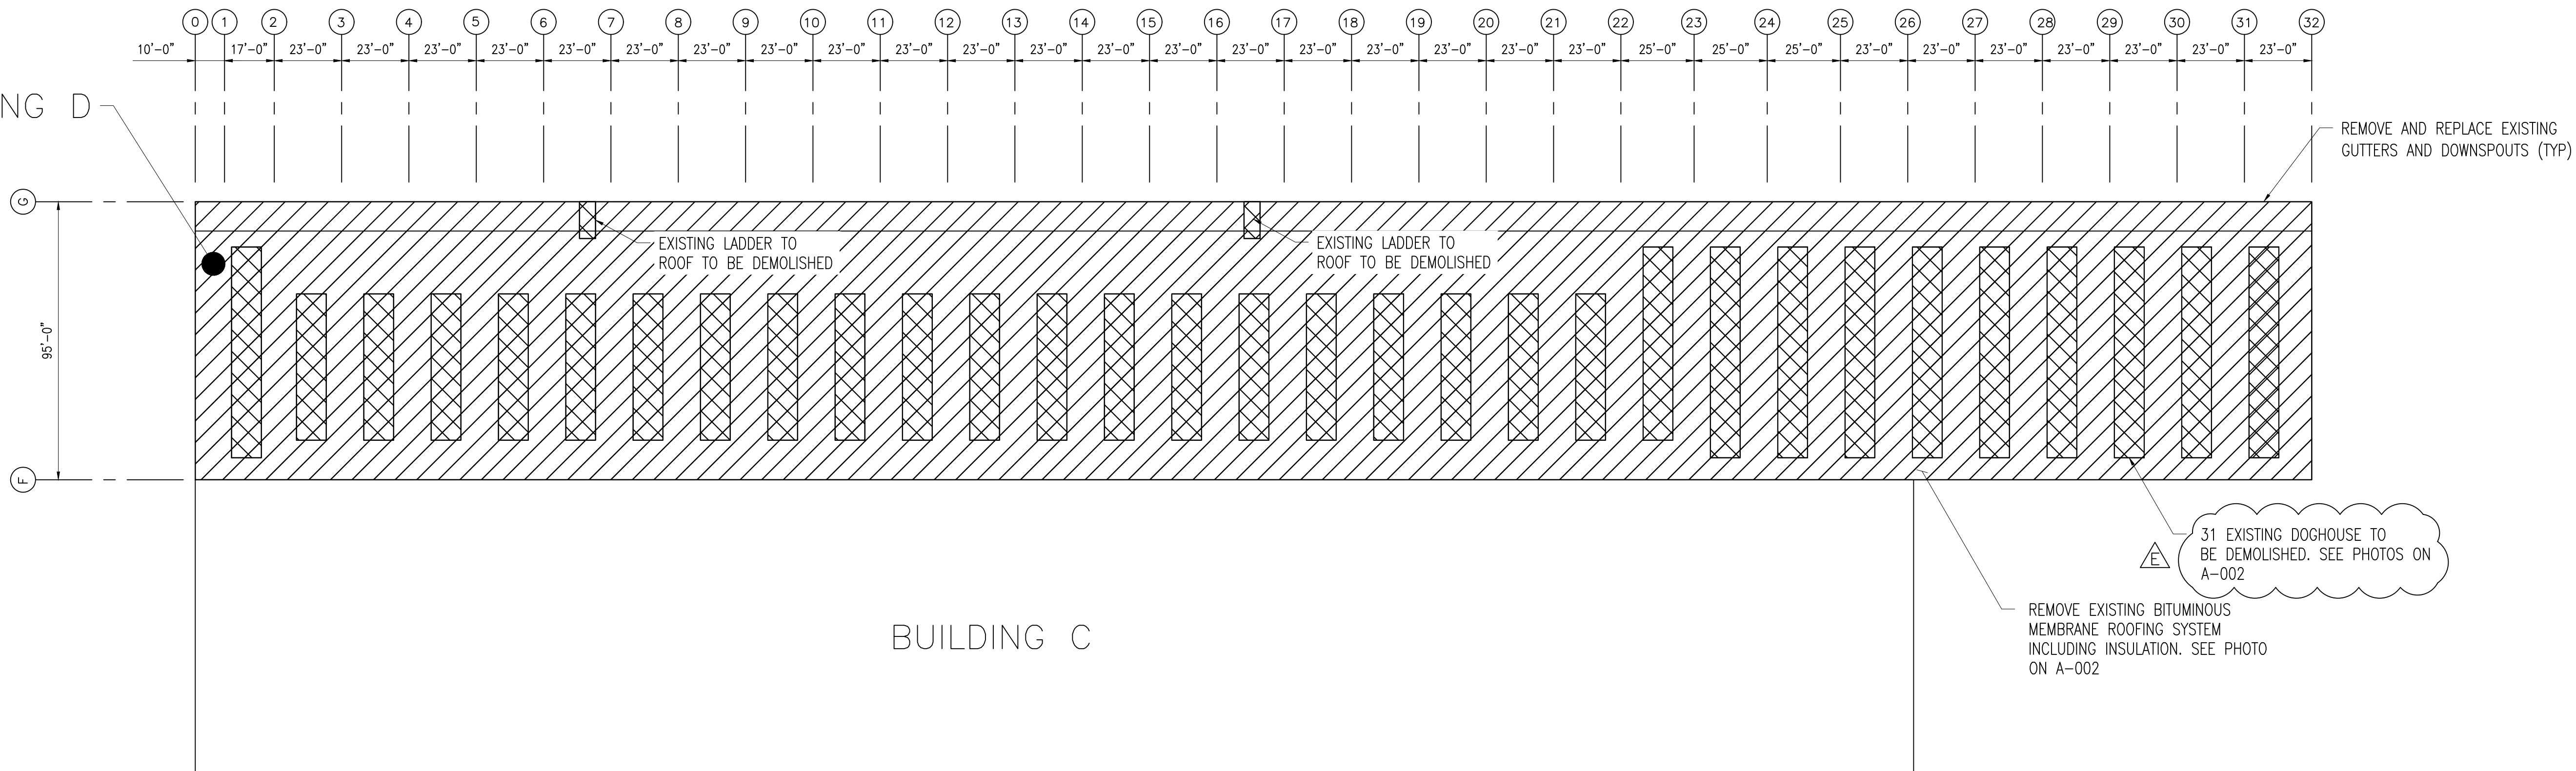 0 1 2 3 4 5 6 7 8 9 10 11 12 13 14 15 16 17 18 19 20 21 22 23 24 25 26 27 28 29 30 31 32
10'-0" 17'-0" 23'-0" 23'-0" 23'-0" 23'-0" 23'-0" 23'-0" 23'-0" 23'-0" 23'-0" 23'-0" 23'-0" 23'-0" 23'-0" 23'-0" 23'-0" 23'-0" 23'-0" 23'-0" 23'-0" 23'-0" 25'-0" 25'-0" 25'-0" 23'-0" 23'-0" 23'-0" 23'-0" 23'-0" 23'-0" 23'-0"
NG D
REMOVE AND REPLACE EXISTING
GUTTERS AND DOWNSPOUTS (TYP)
G
EXISTING LADDER TO
ROOF TO BE DEMOLISHED
EXISTING LADDER TO
ROOF TO BE DEMOLISHED
95'-0"
F
31 EXISTING DOGHOUSE TO
BE DEMOLISHED. SEE PHOTOS ON
A-002
E
REMOVE EXISTING BITUMINOUS
MEMBRANE ROOFING SYSTEM
INCLUDING INSULATION. SEE PHOTO
ON A-002
BUILDING C